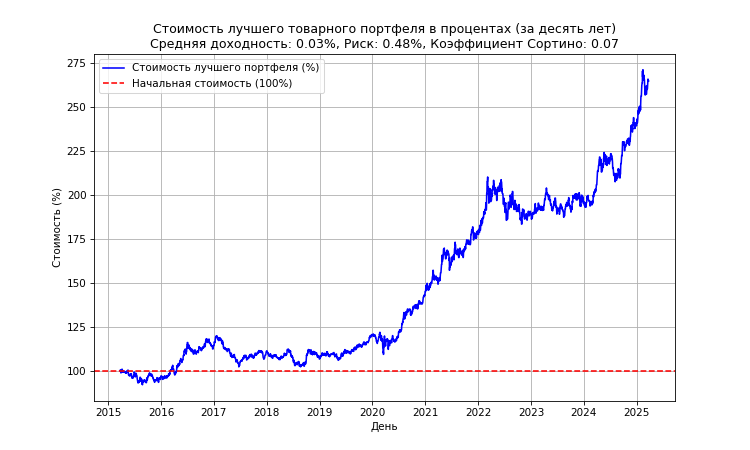 Стоимость лучшего товарного портфеля в процентах (за десять лет)
Средняя доходность: 0.03%, Риск: 0.48%, Коэффициент Сортино: 0.07
Стоимость лучшего портфеля (%)
Начальная стоимость (100%)
Стоимость (%)
275
250
225
200
175
150
125
100
2015 2016 2017 2018 2019 2020 2021 2022 2023 2024 2025
День